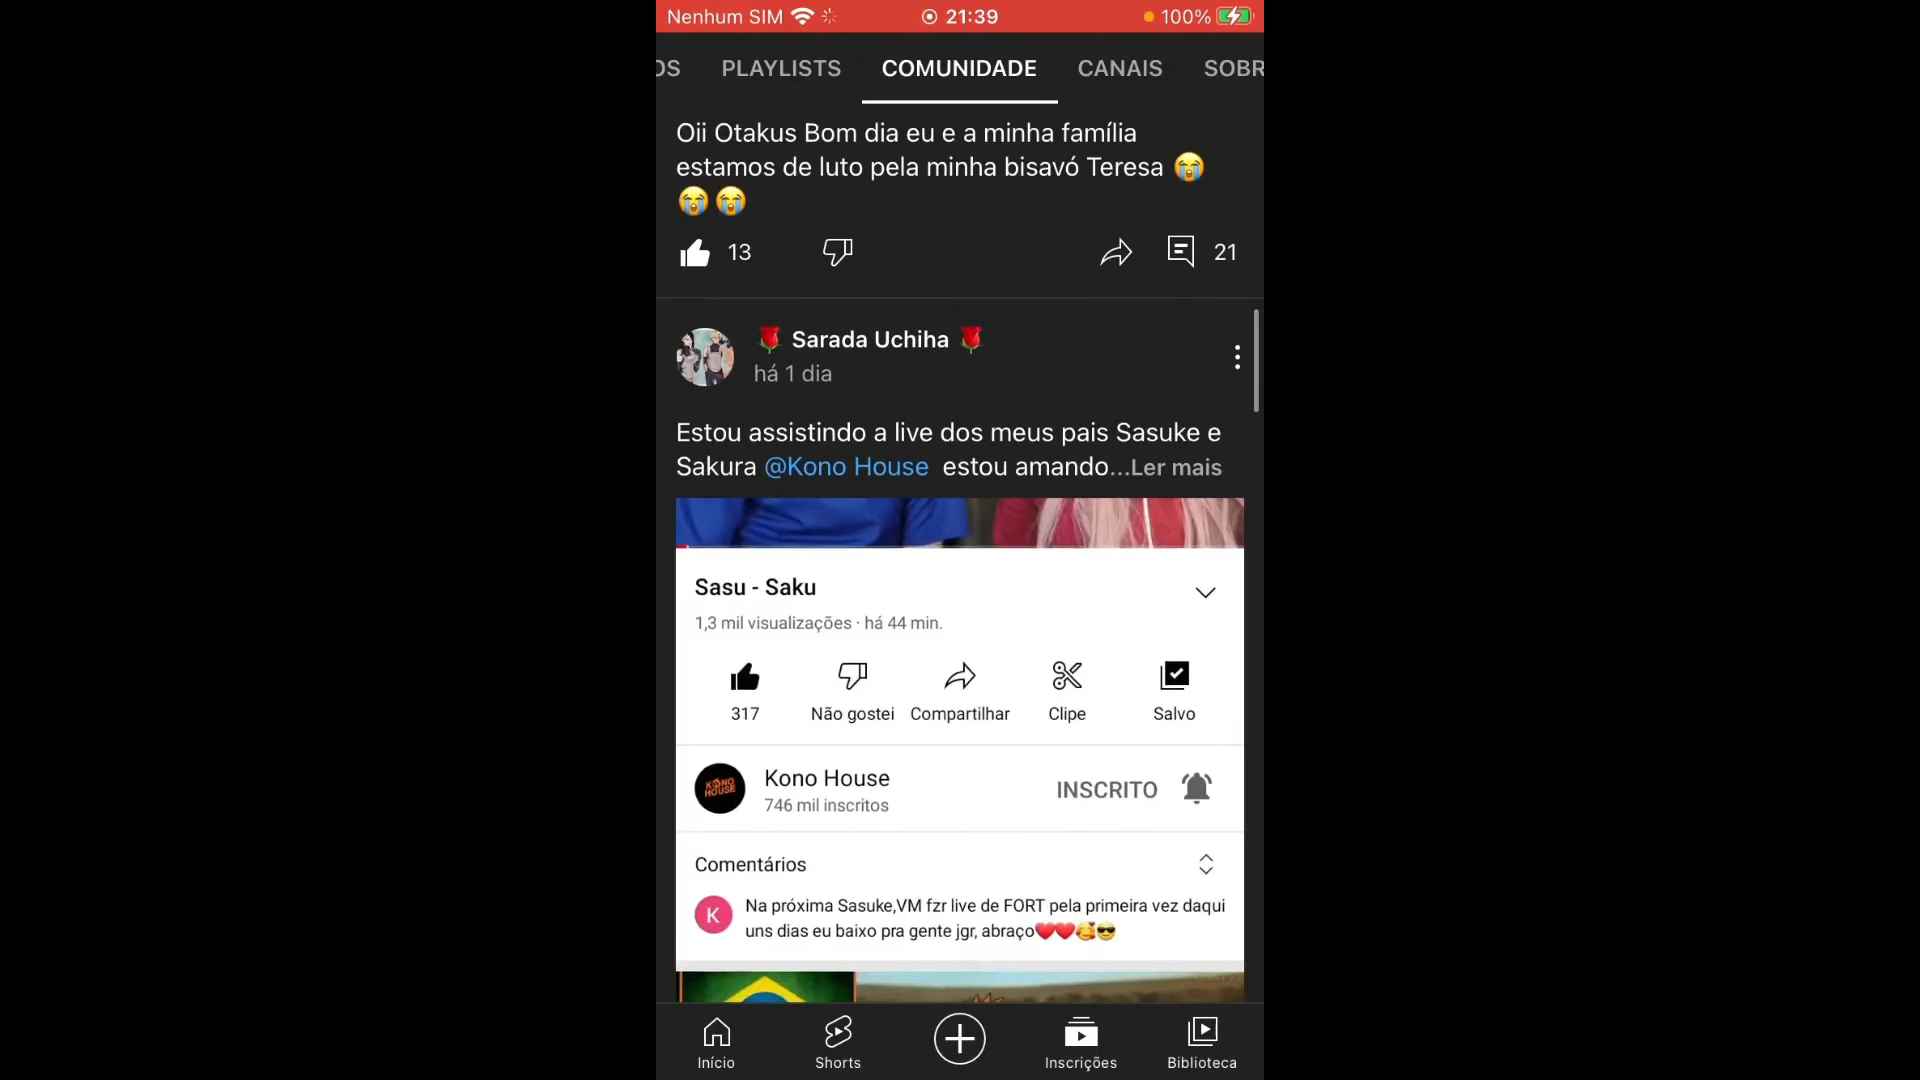 Nenhum SIM 21:39 100%
OS PLAYLISTS COMUNIDADE CANAIS SOBR
Oii Otakus Bom dia eu e a minha família
estamos de luto pela minha bisavó Teresa 😭
😭😭
13 21
🌹 Sarada Uchiha 🌹
há 1 dia
Estou assistindo a live dos meus pais Sasuke e
Sakura @Kono House estou amando...Ler mais
Sasu - Saku
1,3 mil visualizações · há 44 min.
317 Não gostei Compartilhar Clipe Salvo
KONO
HOUSE
Kono House
746 mil inscritos
INSCRITO
Comentários
K
Na próxima Sasuke,VM fzr live de FORT pela primeira vez daqui
uns dias eu baixo pra gente jgr, abraço❤️❤️🥰😎
Início Shorts Inscrições Biblioteca